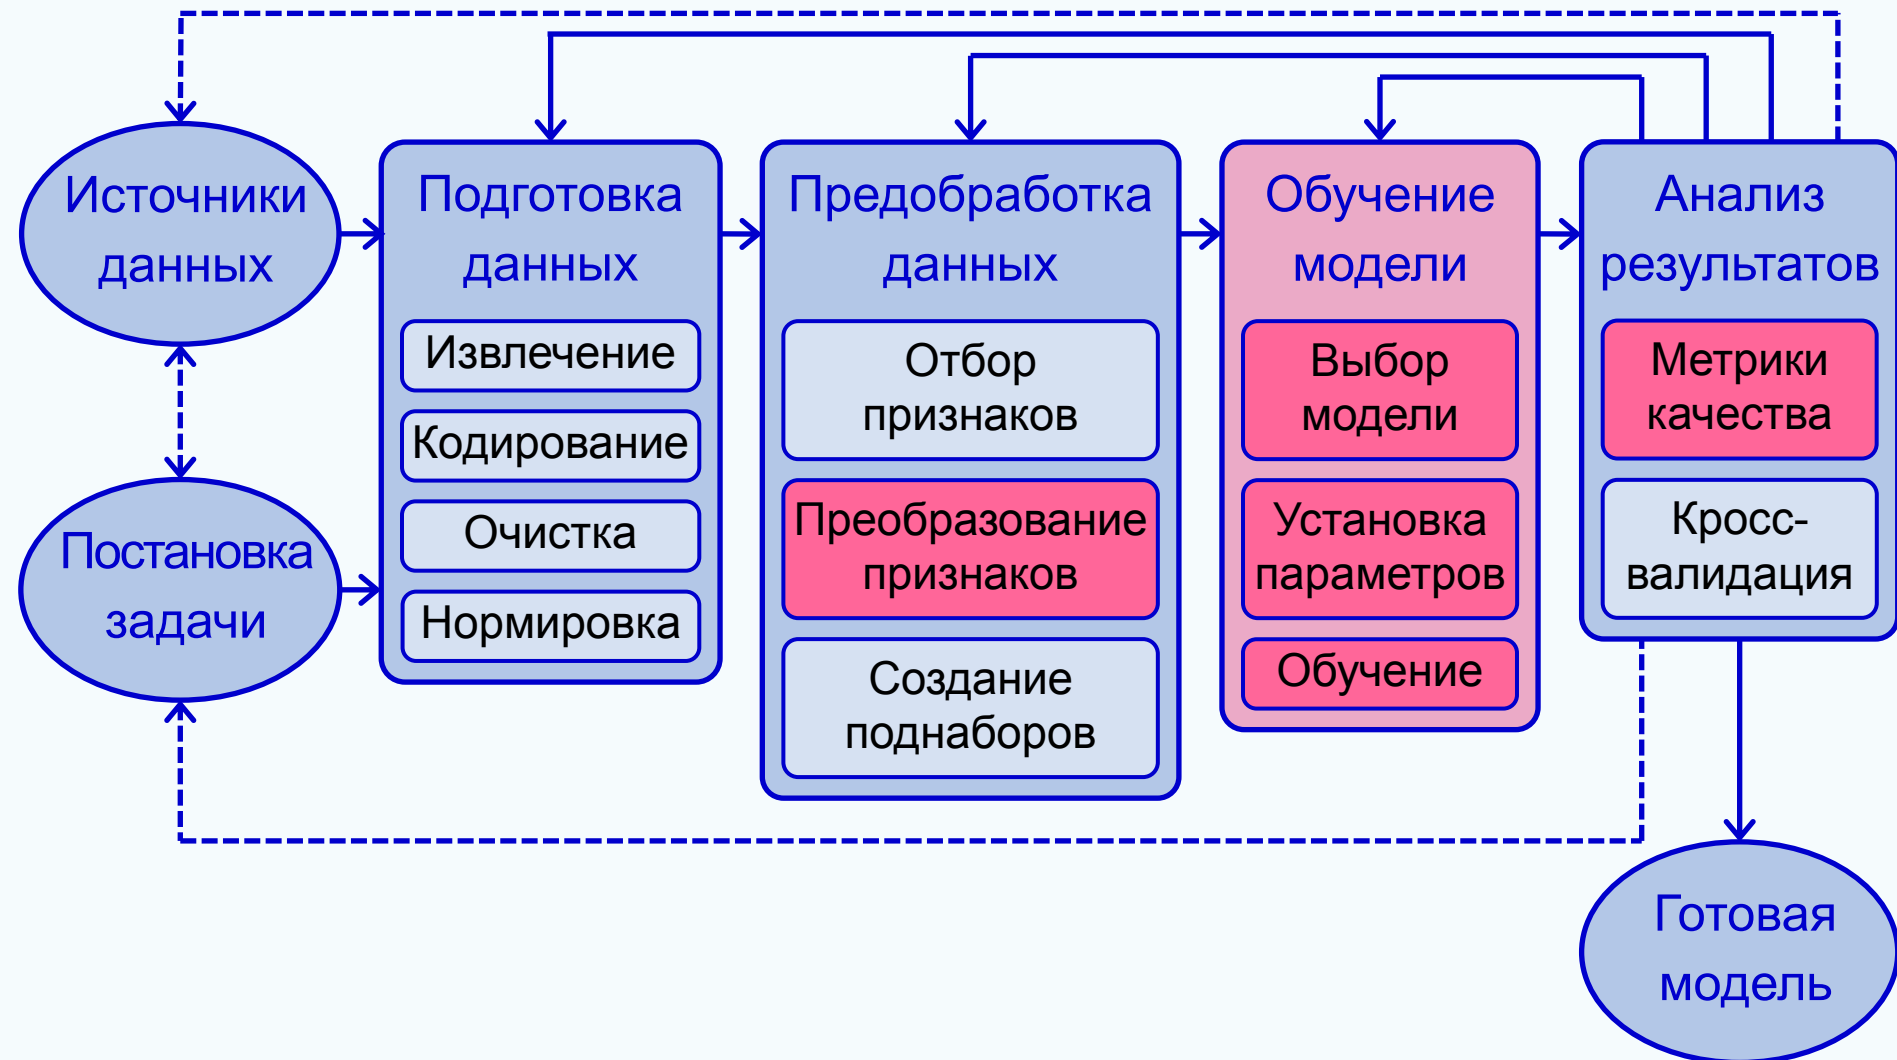 Источники
данных
Постановка
задачи
Подготовка
данных
Извлечение
Кодирование
Очистка
Нормировка
Предобработка
данных
Отбор
признаков
Преобразование
признаков
Создание
поднаборов
Обучение
модели
Выбор
модели
Установка
параметров
Обучение
Анализ
результатов
Метрики
качества
Кросс-
валидация
Готовая
модель